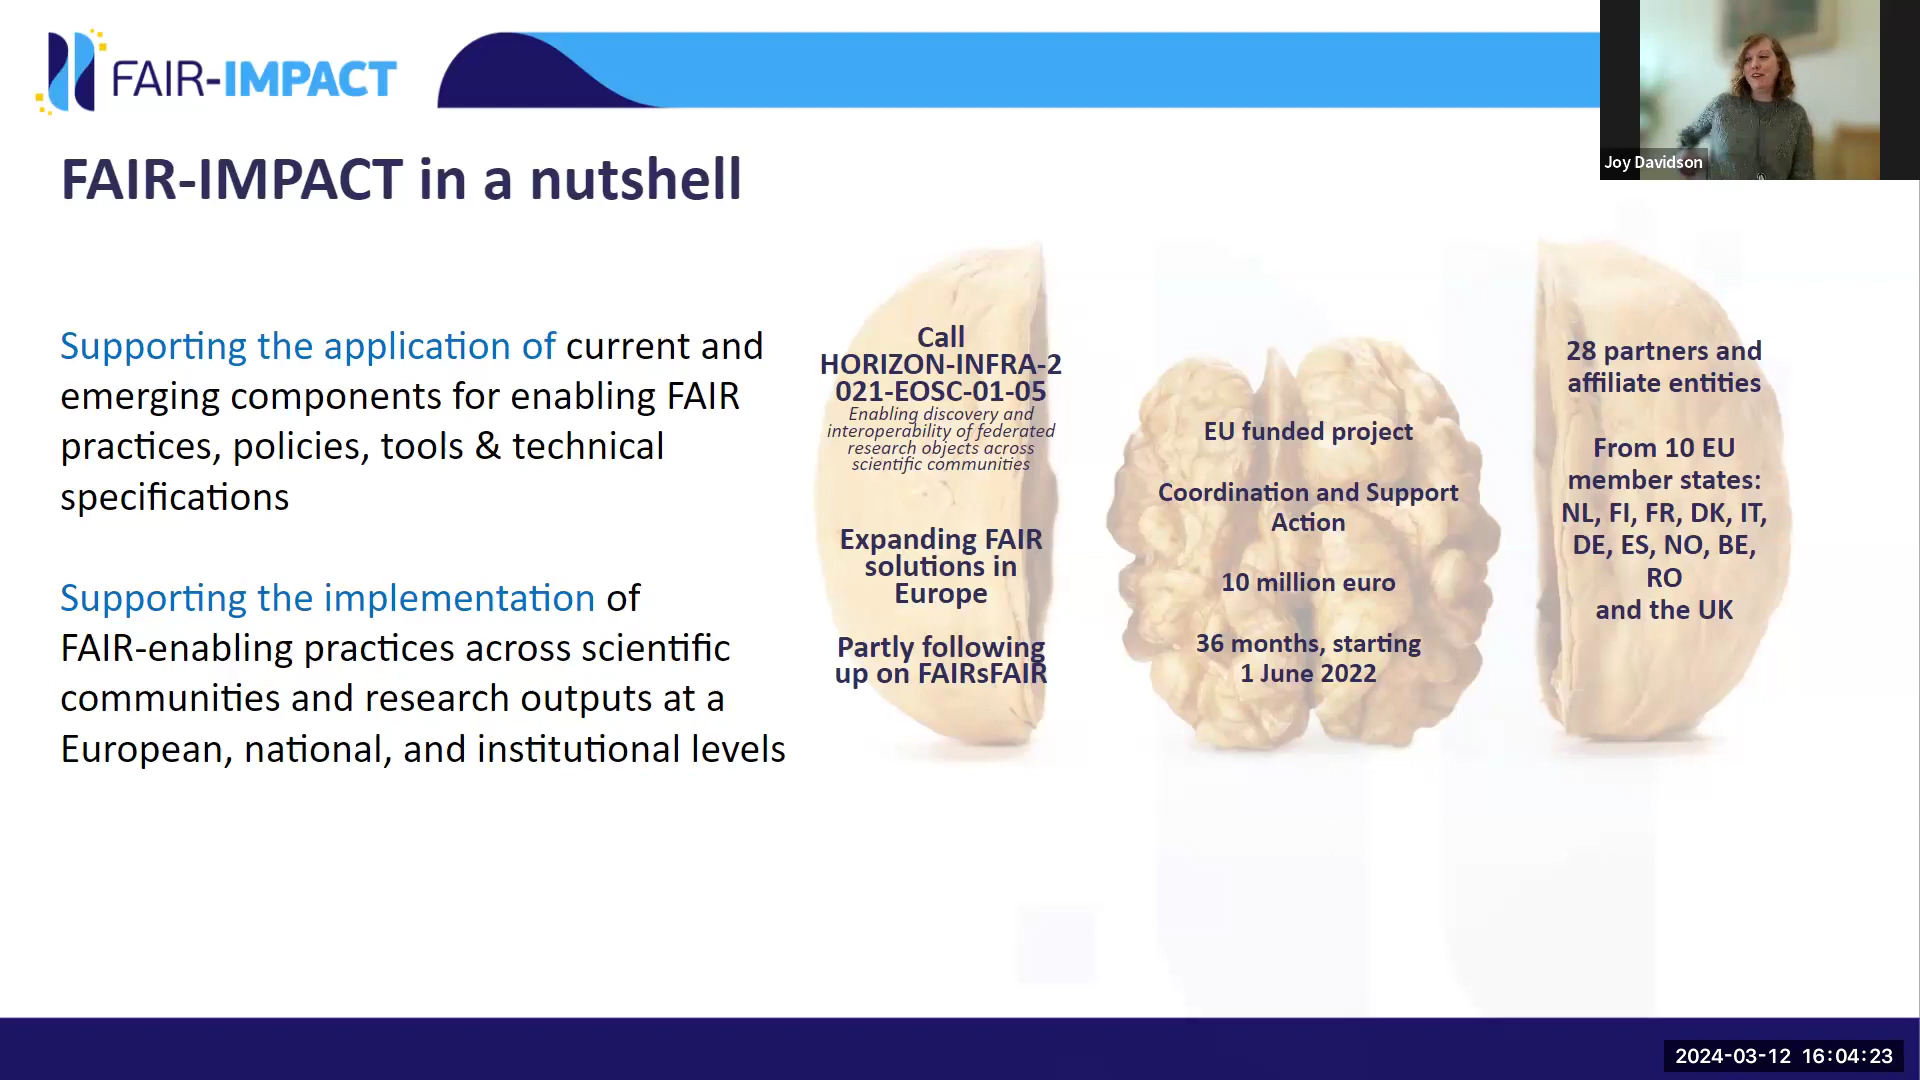 FAIR-IMPACT
Joy Davidson
FAIR-IMPACT in a nutshell
Supporting the application of current and
emerging components for enabling FAIR
practices, policies, tools & technical
specifications
Supporting the implementation of
FAIR-enabling practices across scientific
communities and research outputs at a
European, national, and institutional levels
Call
HORIZON-INFRA-2
021-EOSC-01-05
Enabling discovery and
interoperability of federated
research objects across
scientific communities
Expanding FAIR
solutions in
Europe
Partly following
up on FAIRsFAIR
EU funded project
Coordination and Support
Action
10 million euro
36 months, starting
1 June 2022
28 partners and
affiliate entities
From 10 EU
member states:
NL, FI, FR, DK, IT,
DE, ES, NO, BE,
RO
and the UK
2024-03-12 16:04:23